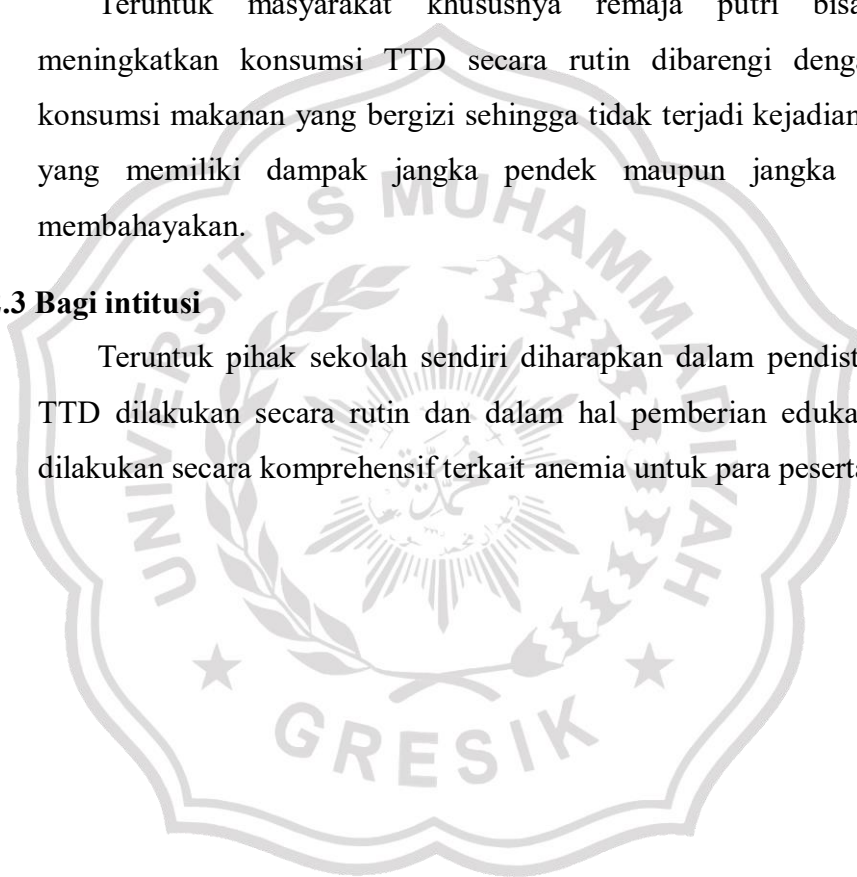 Teruntuk masyarakat khususnya remaja putri bisa
meningkatkan konsumsi TTD secara rutin dibarengi denga
konsumsi makanan yang bergizi sehingga tidak terjadi kejadian
yang memiliki dampak jangka pendek maupun jangka
membahayakan.
.3 Bagi intitusi
Teruntuk pihak sekolah sendiri diharapkan dalam pendist
TTD dilakukan secara rutin dan dalam hal pemberian eduka
dilakukan secara komprehensif terkait anemia untuk para peserta
UNIVERSITAS MUHAMMADIYAH
GRESIK